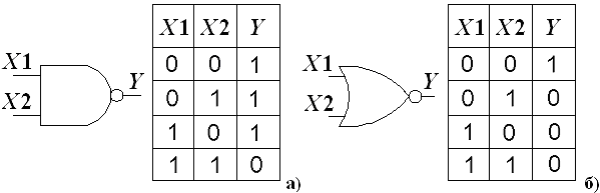 X1
X2
Y
X1 X2 Y
0 0 1
0 1 1
1 0 1
1 1 0
а)
X1
X2
Y
X1 X2 Y
0 0 1
0 1 0
1 0 0
1 1 0
б)